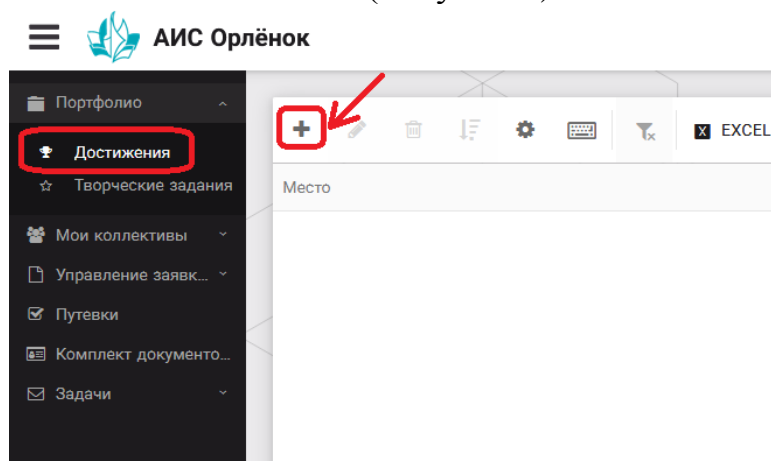 АИС Орлёнок
Портфолио
Достижения
Творческие задания
Мои коллективы
Управление заявк...
Путевки
Комплект документо...
Задачи
X EXCEL
Место